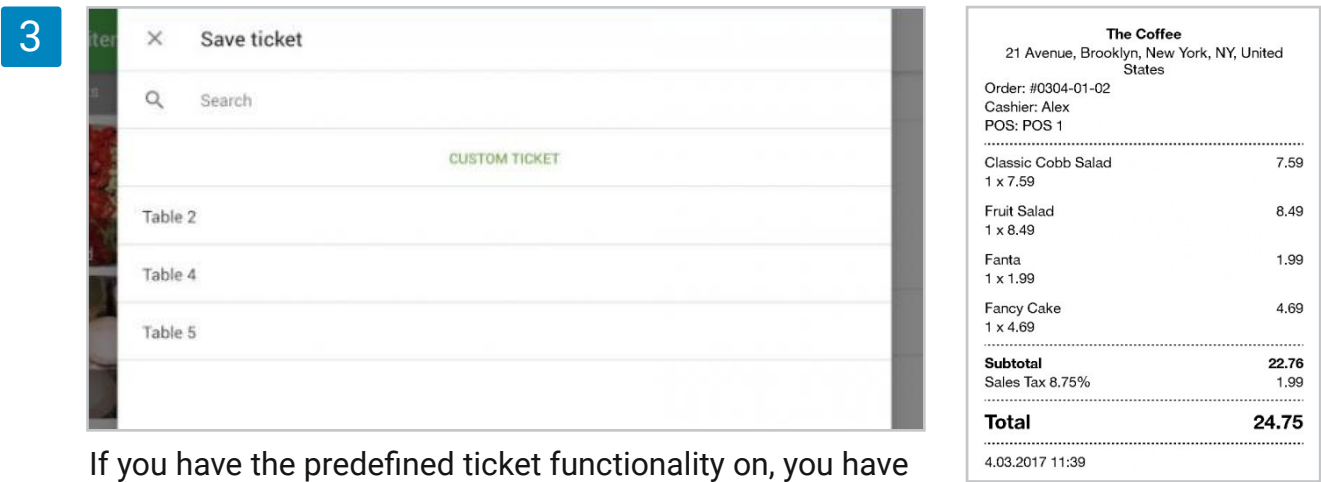 3
Save ticket
Search
CUSTOM TICKET
Table 2
Table 4
Table 5
If you have the predefined ticket functionality on, you have
The Coffee
21 Avenue, Brooklyn, New York, NY, United
States
Order: #0304-01-02
Cashier: Alex
POS: POS 1
Classic Cobb Salad 7.59
1 x 7.59
Fruit Salad 8.49
1 x 8.49
Fanta 1.99
1 x 1.99
Fancy Cake 4.69
1 x 4.69
Subtotal 22.76
Sales Tax 8.75% 1.99
Total 24.75
4.03.2017 11:39